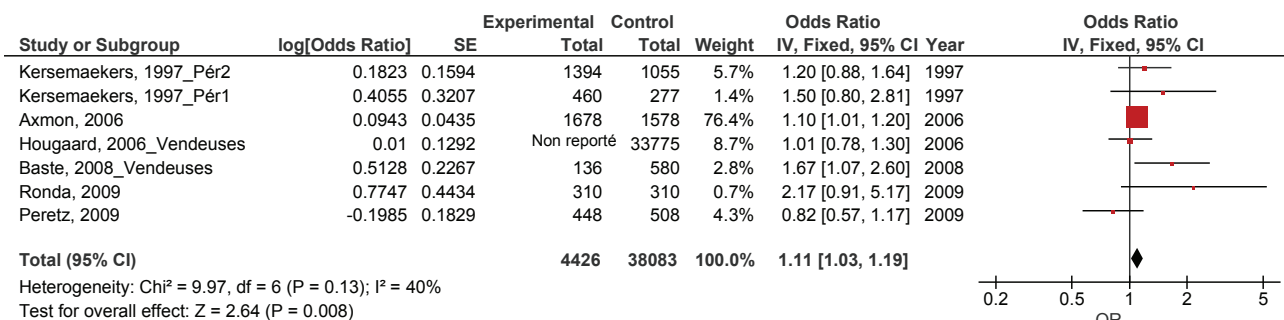 Experimental Control Odds Ratio Odds Ratio
Study or Subgroup log[Odds Ratio] SE Total Total Weight IV, Fixed, 95% CI Year IV, Fixed, 95% CI
Kersemaekers, 1997_Pér2 0.1823 0.1594 1394 1055 5.7% 1.20 [0.88, 1.64] 1997
Kersemaekers, 1997_Pér1 0.4055 0.3207 460 277 1.4% 1.50 [0.80, 2.81] 1997
Axmon, 2006 0.0943 0.0435 1678 1578 76.4% 1.10 [1.01, 1.20] 2006
Hougaard, 2006_Vendeuses 0.01 0.1292 Non reporté 33775 8.7% 1.01 [0.78, 1.30] 2006
Baste, 2008_Vendeuses 0.5128 0.2267 136 580 2.8% 1.67 [1.07, 2.60] 2008
Ronda, 2009 0.7747 0.4434 310 310 0.7% 2.17 [0.91, 5.17] 2009
Peretz, 2009 -0.1985 0.1829 448 508 4.3% 0.82 [0.57, 1.17] 2009
Total (95% CI) 4426 38083 100.0% 1.11 [1.03, 1.19]
Heterogeneity: Chi² = 9.97, df = 6 (P = 0.13); I² = 40%
Test for overall effect: Z = 2.64 (P = 0.008)
0.2 0.5 1 2 5
OR